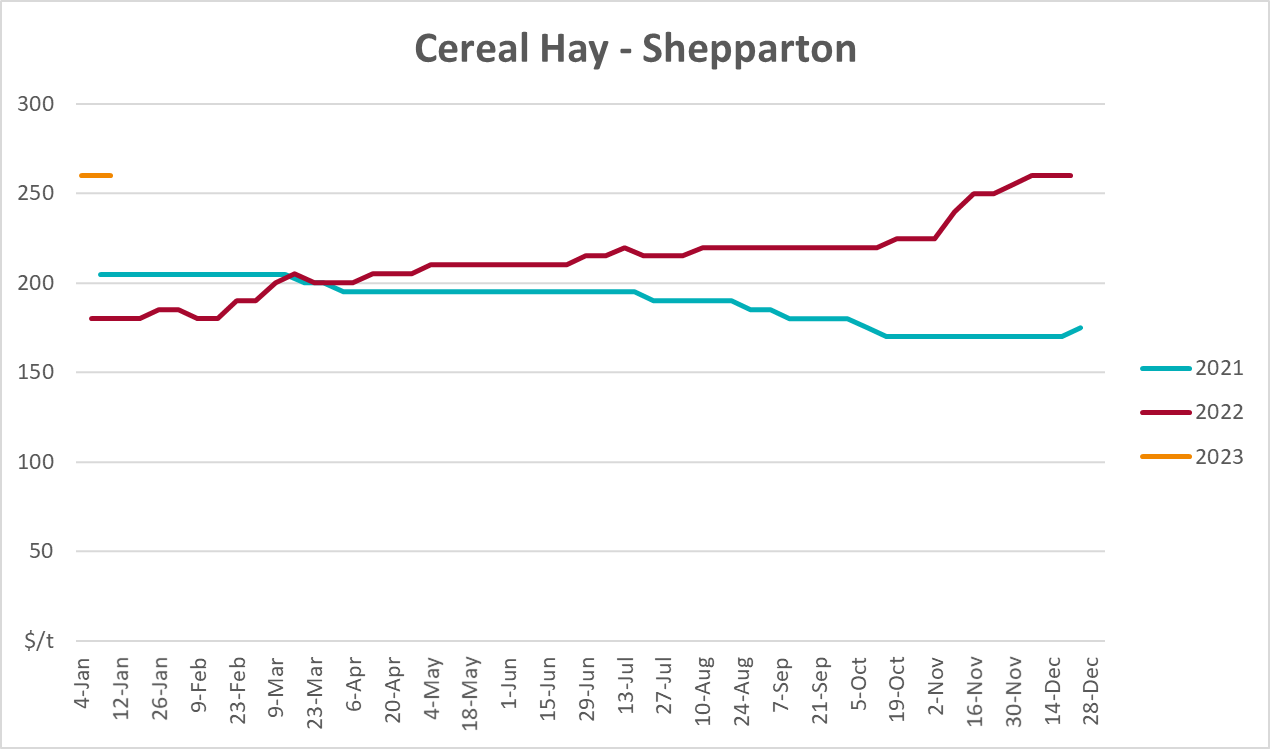 Cereal Hay - Shepparton
300
250
200
150
100
50
$/t
4-Jan
12-Jan
26-Jan
9-Feb
23-Feb
9-Mar
23-Mar
6-Apr
20-Apr
4-May
18-May
1-Jun
15-Jun
29-Jun
13-Jul
27-Jul
10-Aug
24-Aug
7-Sep
21-Sep
5-Oct
19-Oct
2-Nov
16-Nov
30-Nov
14-Dec
28-Dec
2021
2022
2023